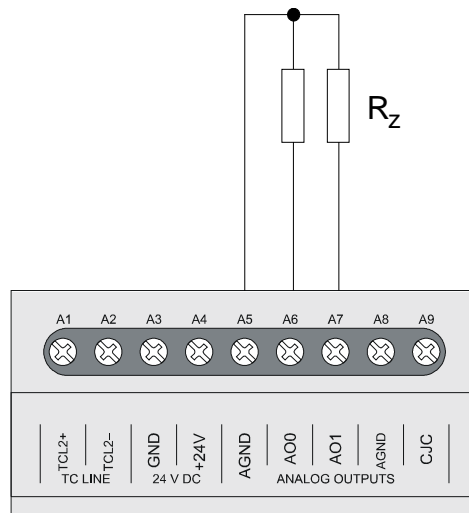 Rz
A1 A2 A3 A4 A5 A6 A7 A8 A9
TCL2+ TCL2– GND +24V AGND AO0 AO1 AGND CJC
TC LINE 24 V DC ANALOG OUTPUTS